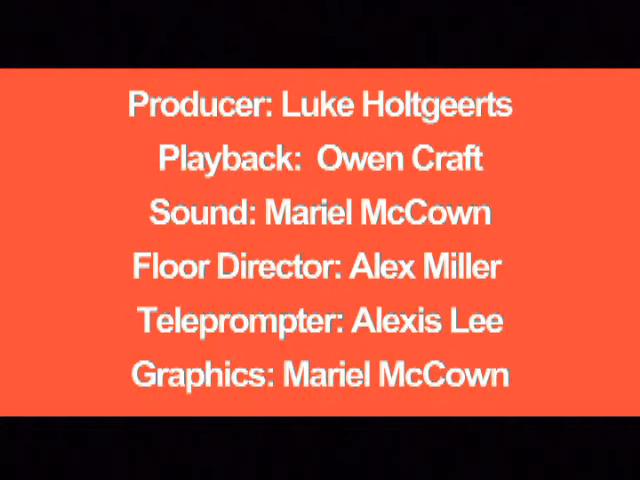 Producer: Luke Holtgeerts
Playback:  Owen Craft
Sound: Mariel McCown
Floor Director: Alex Miller
Teleprompter: Alexis Lee
Graphics: Mariel McCown